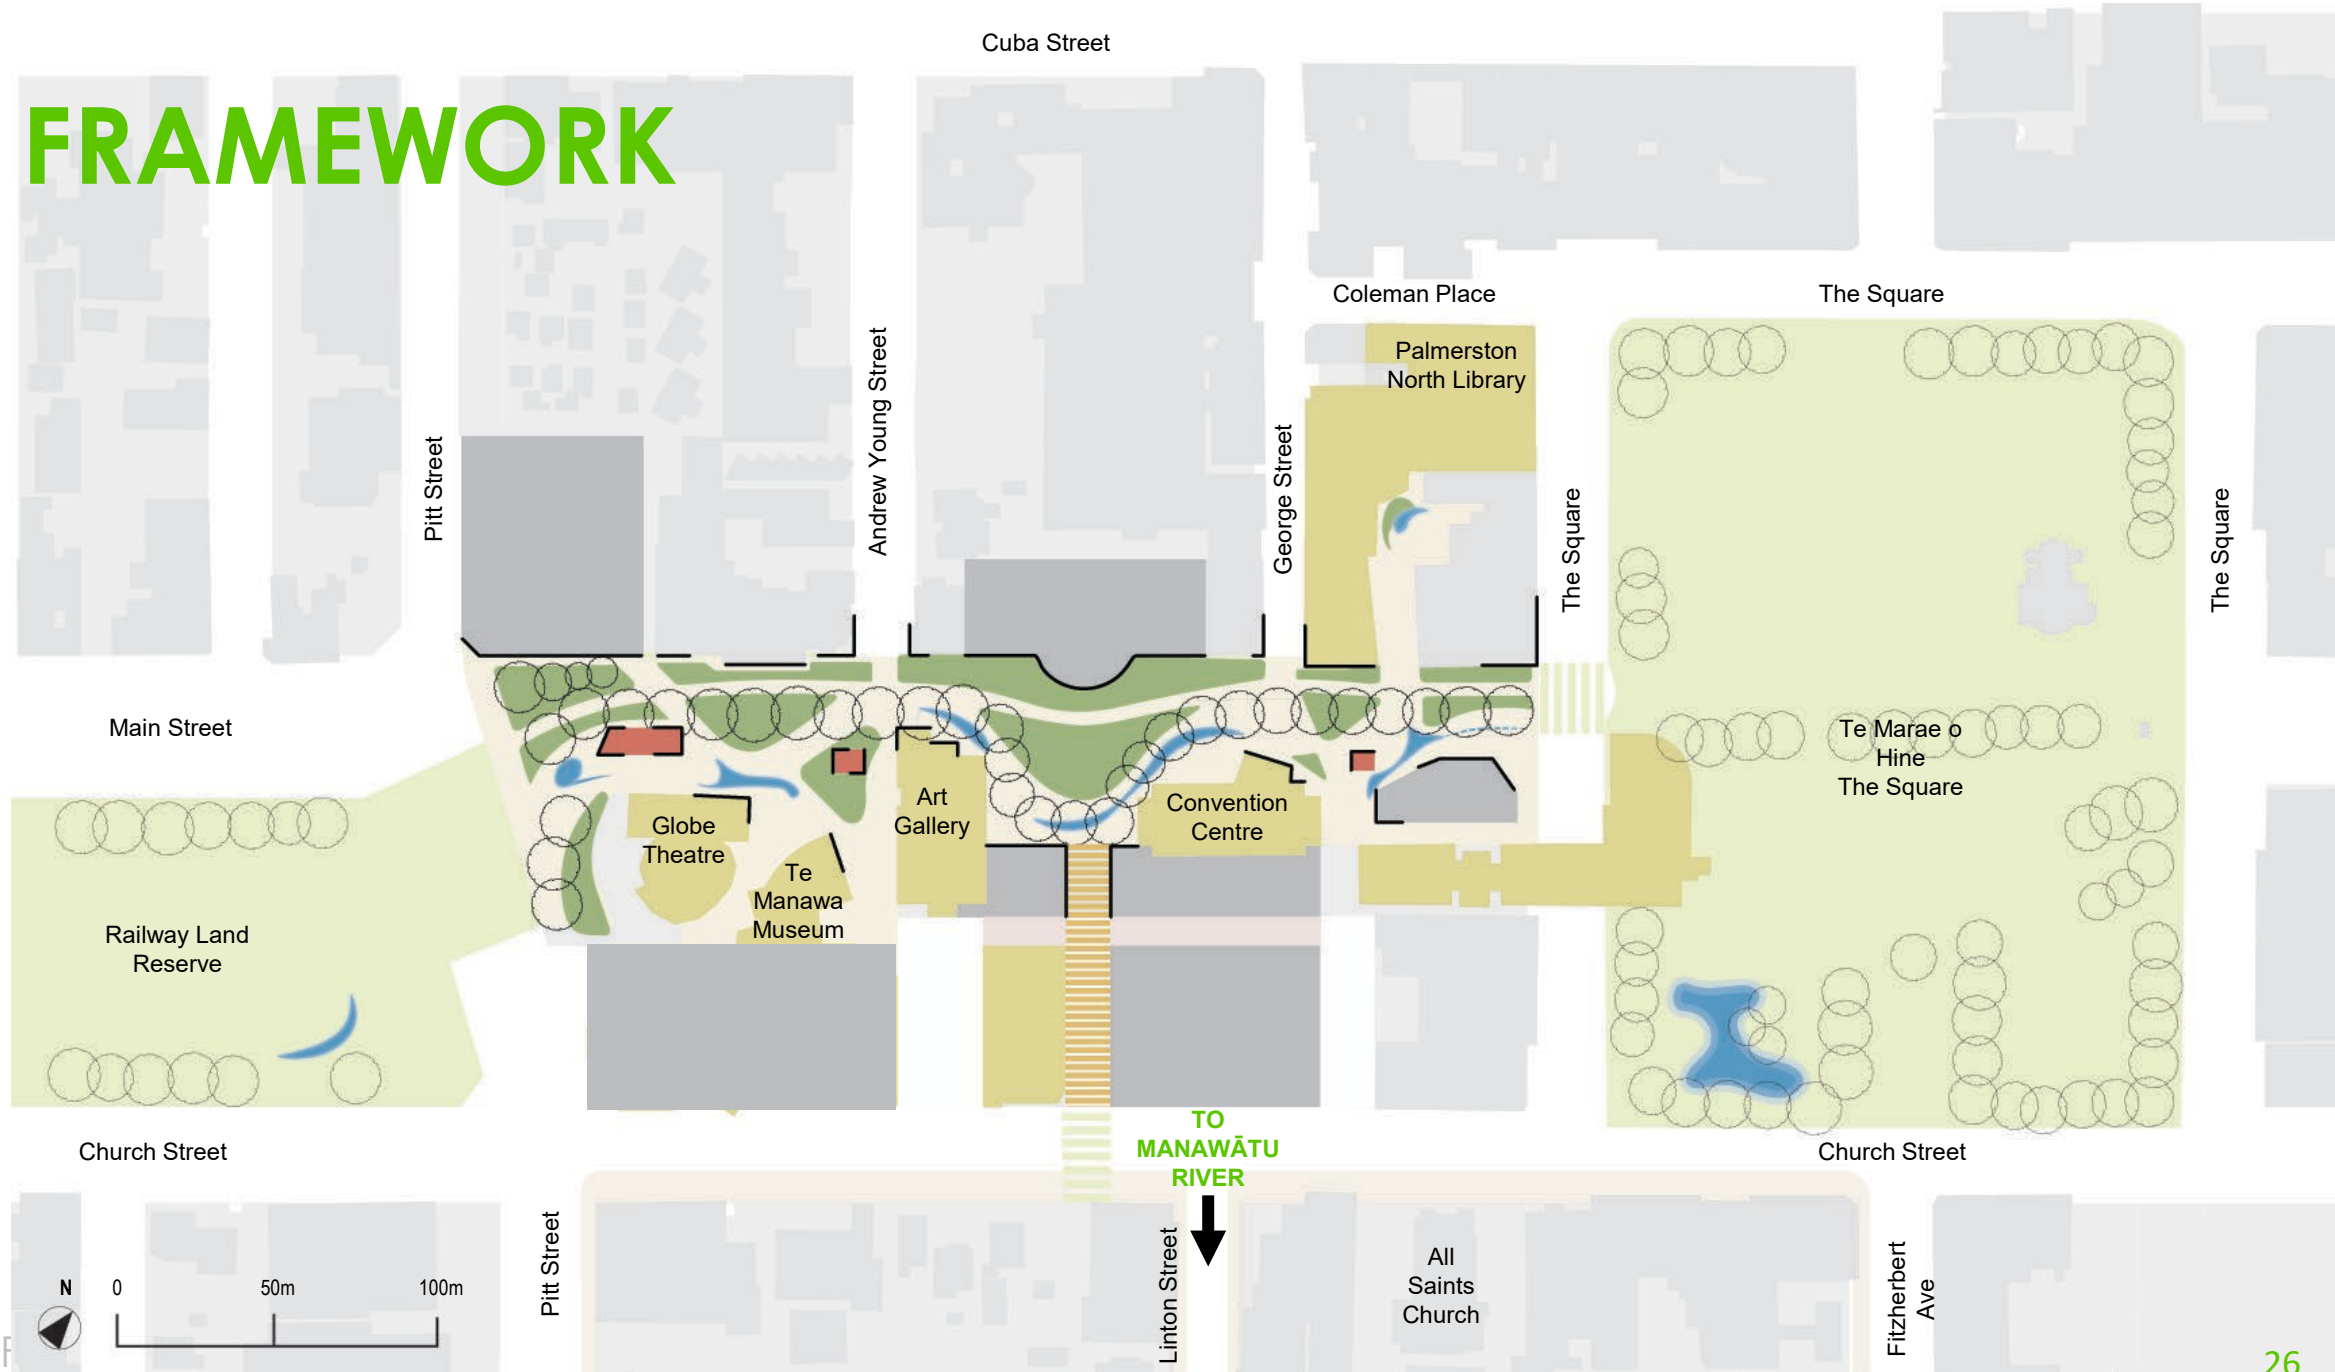 Cuba Street
FRAMEWORK
Coleman Place
The Square
Palmerston
North Library
Andrew Young Street
Pitt Street
George Street
The Square
The Square
Main Street
Te Marae o
Hine
The Square
Art
Gallery
Convention
Centre
Globe
Theatre
Te
Manawa
Museum
Railway Land
Reserve
TO
MANAWĀTU
RIVER
Church Street
Church Street
Pitt Street
Linton Street
All
Saints
Church
Fitzherbert
Ave
N 0 50m 100m
26